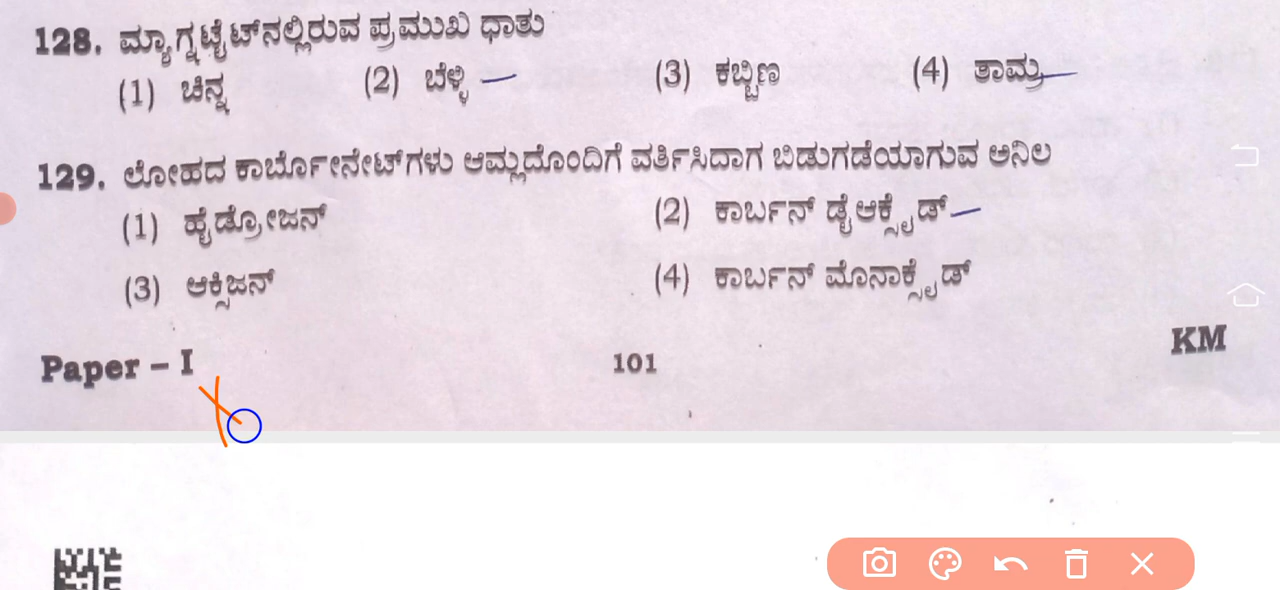 128. ಮ್ಯಾಗ್ನಟೈಟ್‌ನಲ್ಲಿರುವ ಪ್ರಮುಖ ಧಾತು
(1) ಚಿನ್ನ (2) ಬೆಳ್ಳಿ (3) ಕಬ್ಬಿಣ (4) ತಾಮ್ರ
129. ಲೋಹದ ಕಾರ್ಬೋನೇಟ್‌ಗಳು ಆಮ್ಲದೊಂದಿಗೆ ವರ್ತಿಸಿದಾಗ ಬಿಡುಗಡೆಯಾಗುವ ಅನಿಲ
(1) ಹೈಡ್ರೋಜನ್ (2) ಕಾರ್ಬನ್ ಡೈಆಕ್ಸೈಡ್
(3) ಆಕ್ಸಿಜನ್ (4) ಕಾರ್ಬನ್ ಮೊನಾಕ್ಸೈಡ್
Paper – I 101 KM